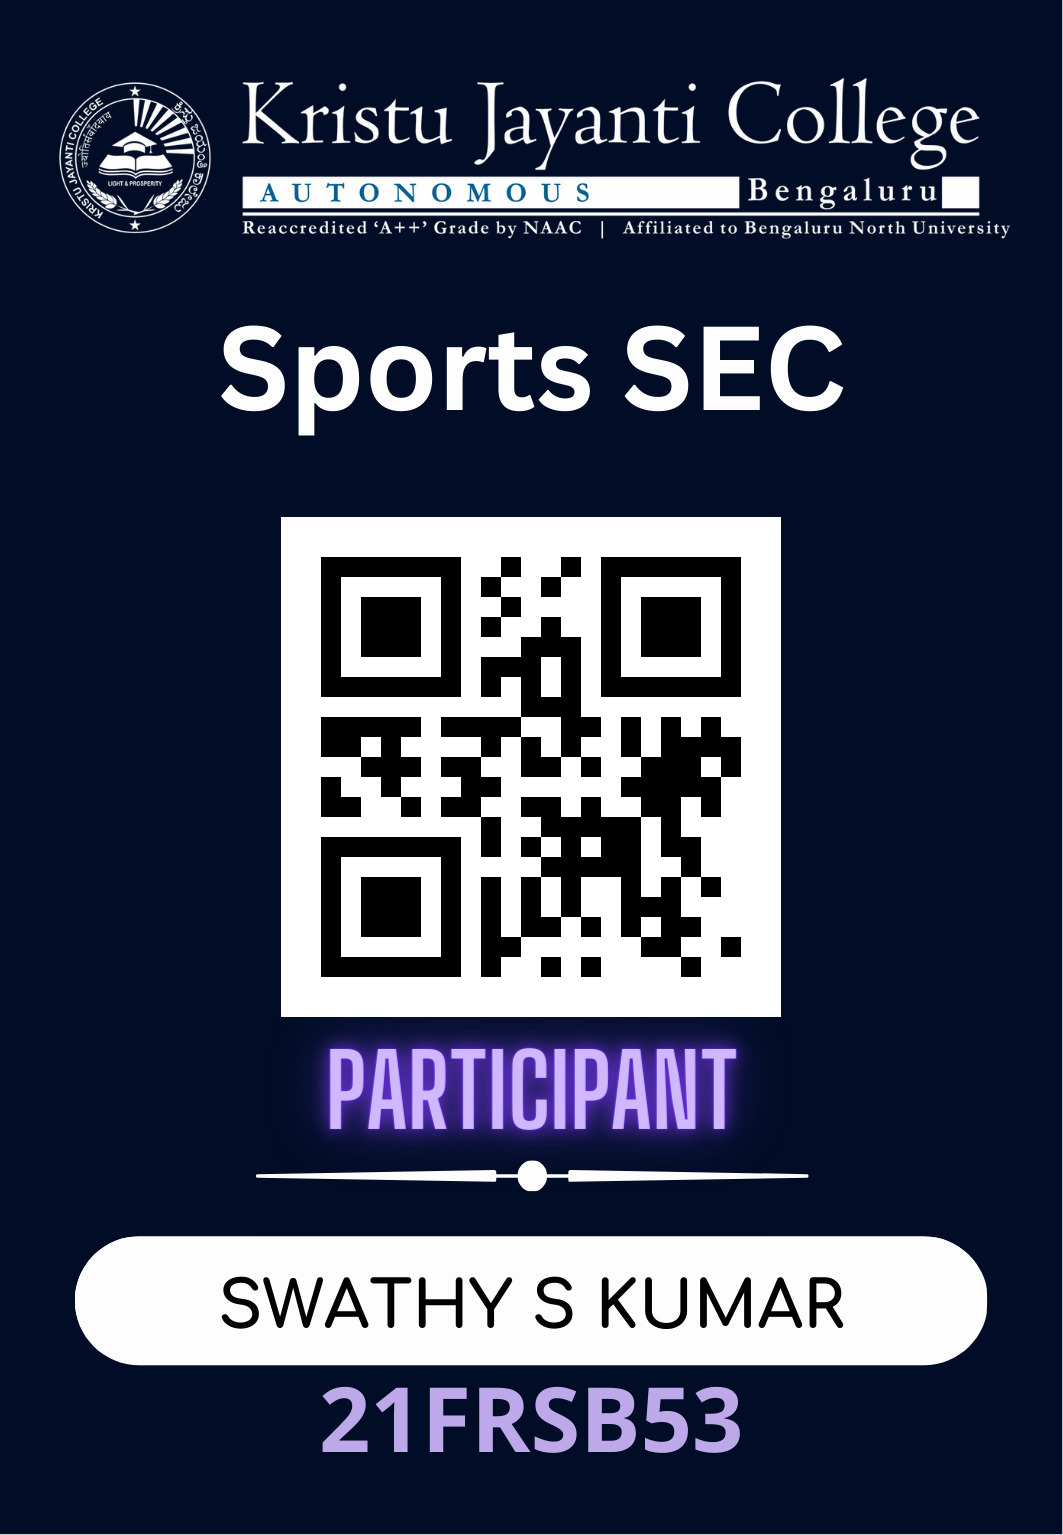 KRISTU JAYANTI COLLEGE
ಕ್ರಿಸ್ತು ಜಯಂತಿ ಕಾಲೇಜು
LIGHT & PROSPERITY
Kristu Jayanti College
AUTONOMOUS Bengaluru
Reaccredited ‘A++’ Grade by NAAC | Affiliated to Bengaluru North University
Sports SEC
PARTICIPANT
SWATHY S KUMAR
21FRSB53